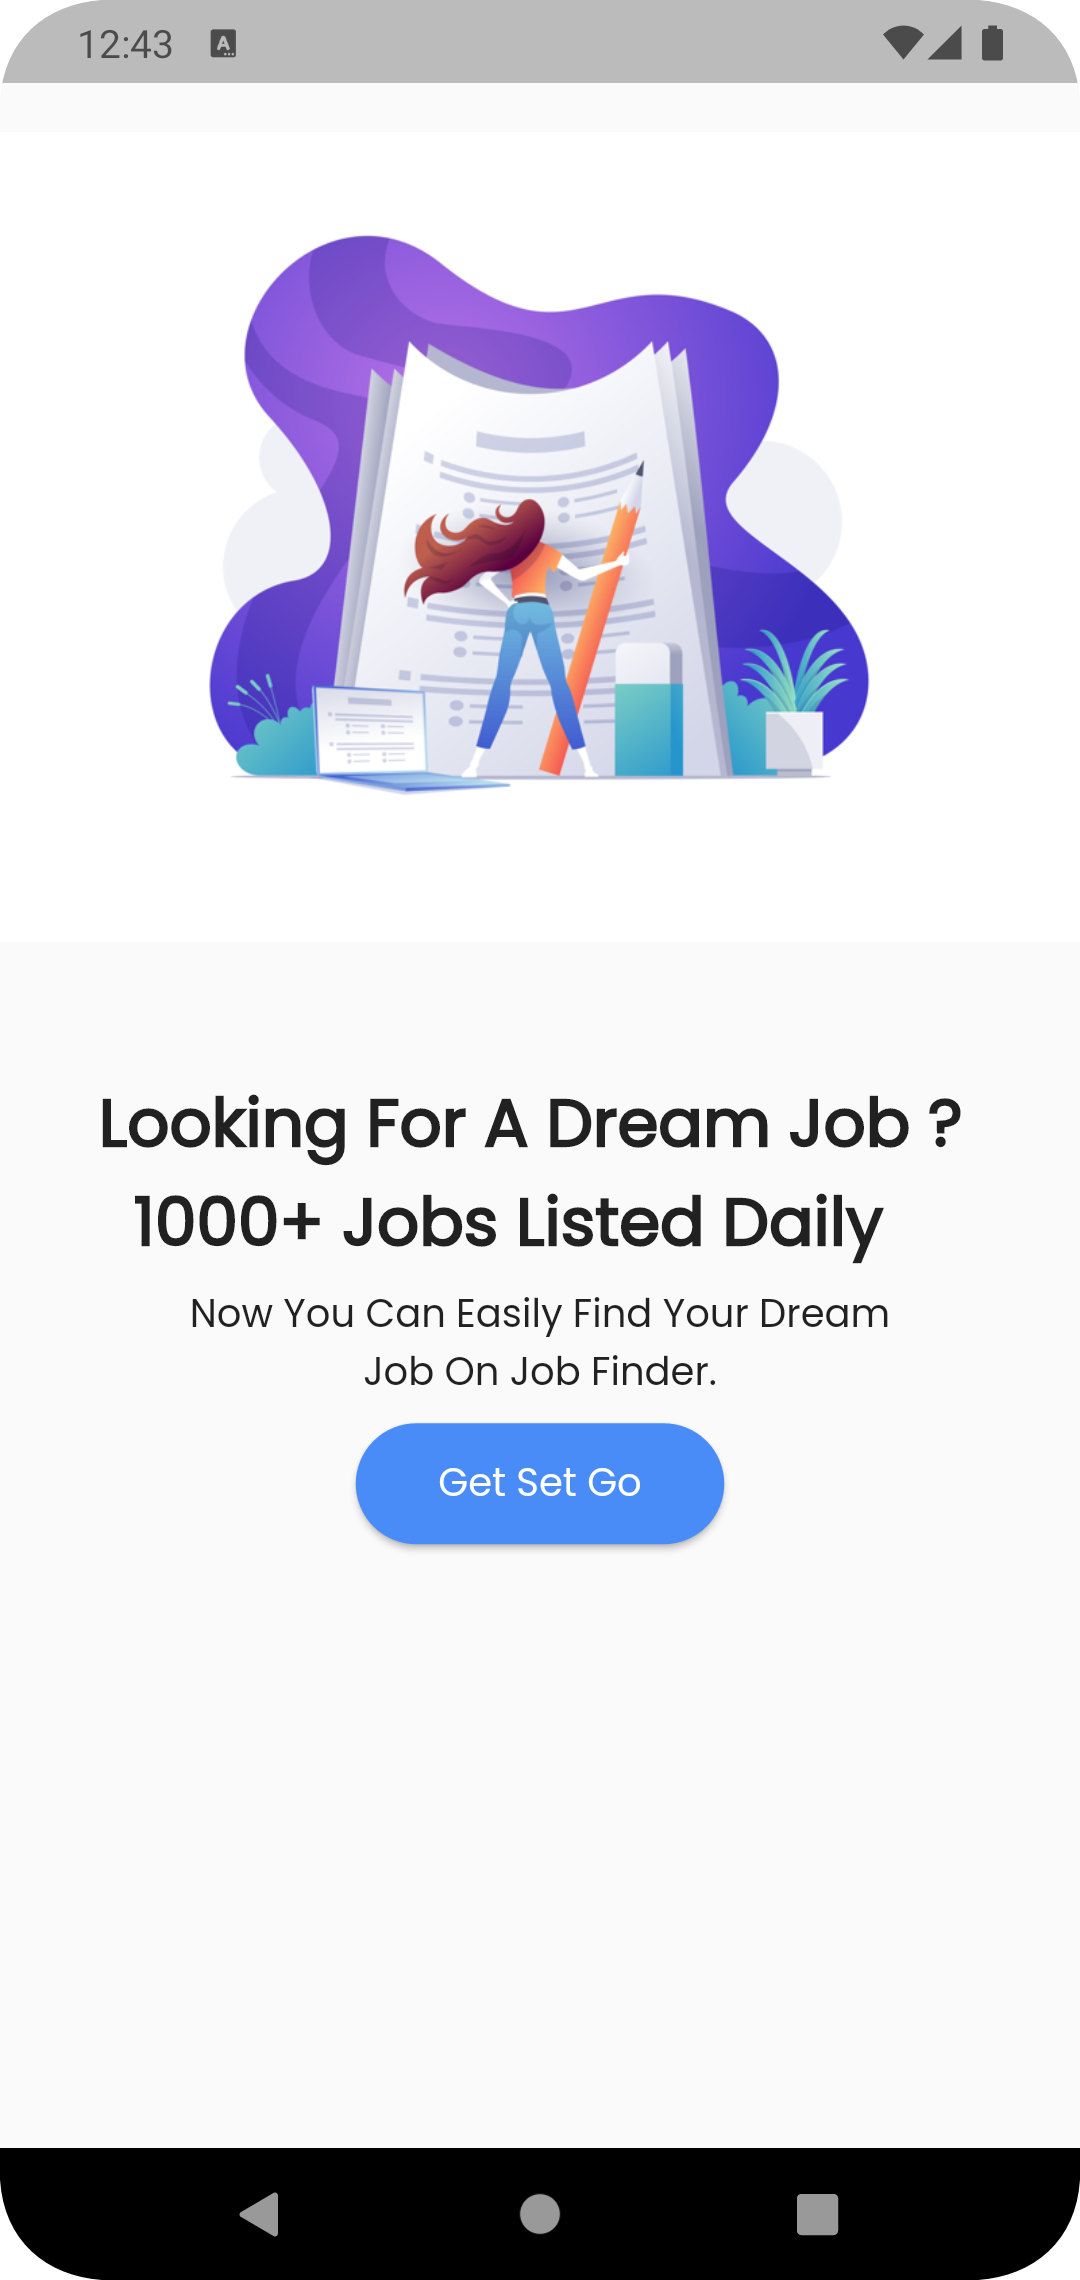 12:43
A
Looking For A Dream Job ?
1000+ Jobs Listed Daily
Now You Can Easily Find Your Dream
Job On Job Finder.
Get Set Go